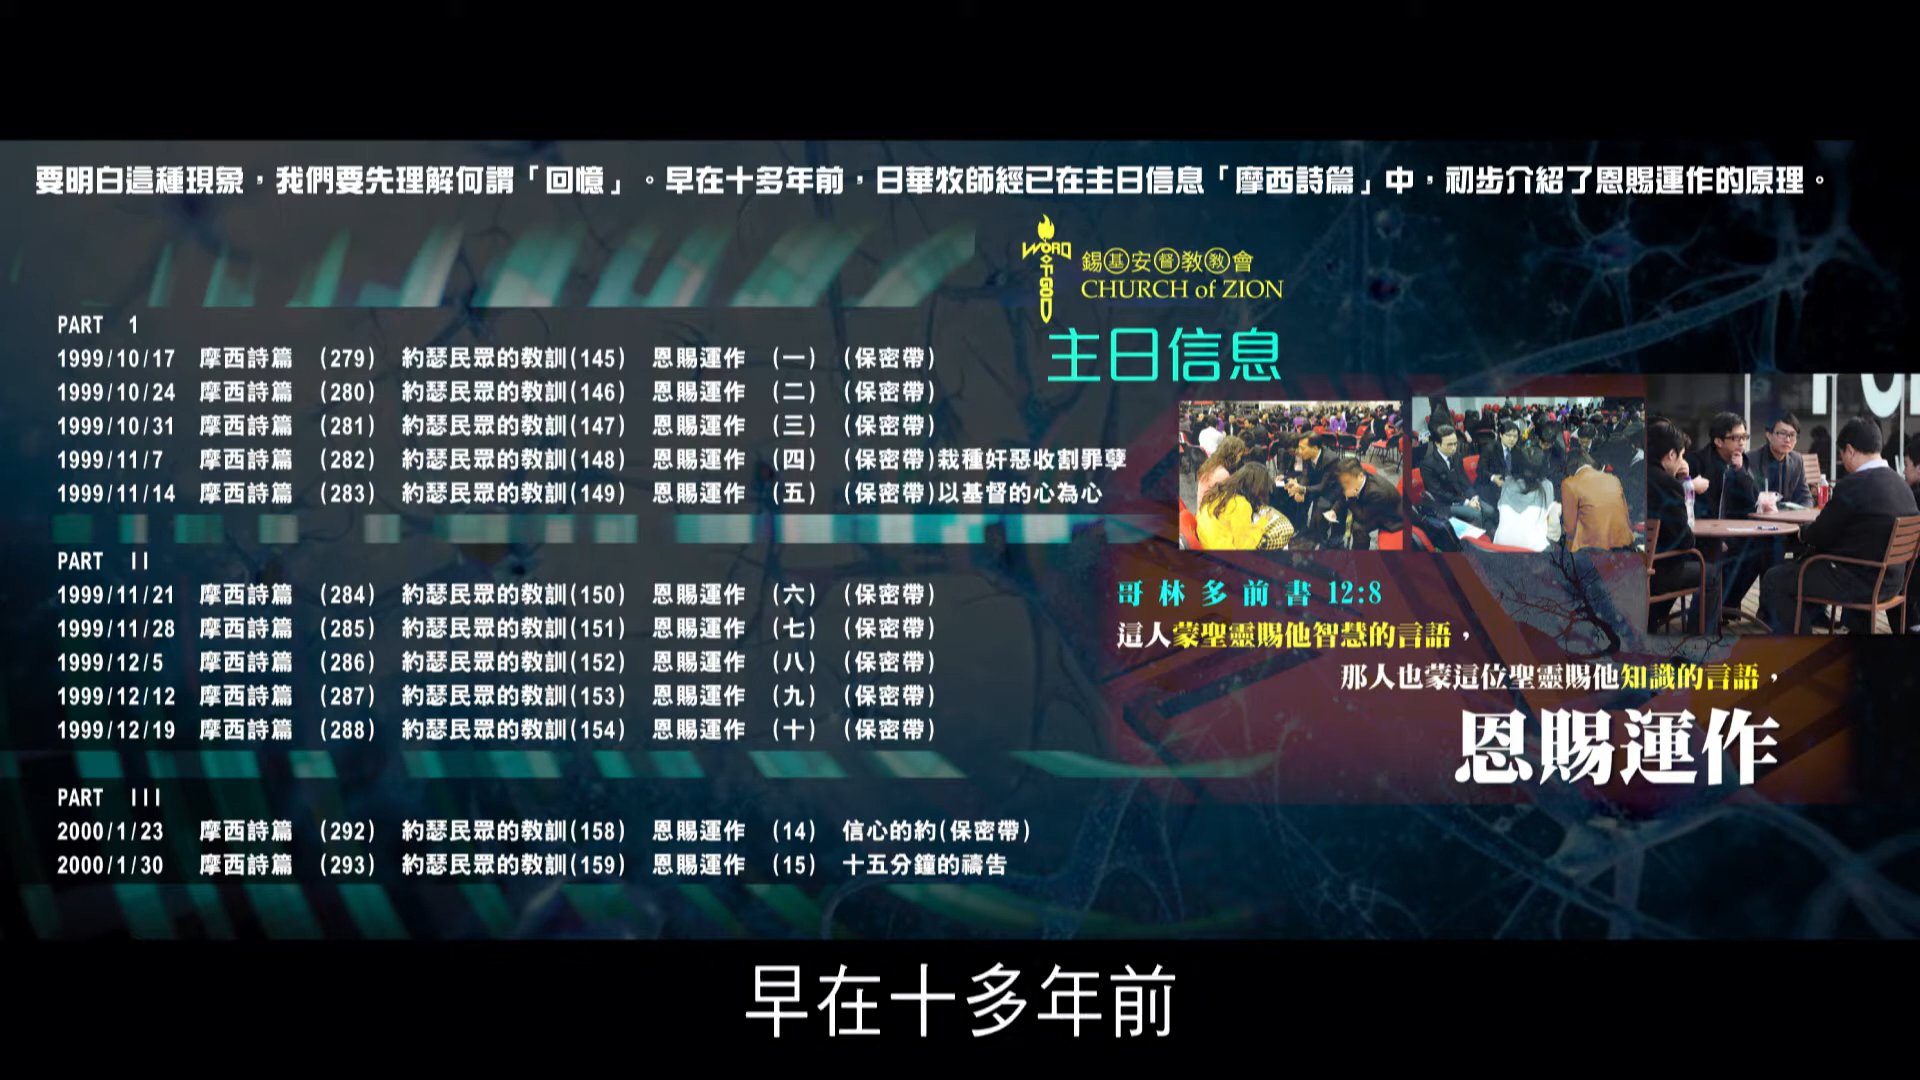 要明白這種現象，我們要先理解何謂「回憶」。早在十多年前，日華牧師經已在主日信息「摩西詩篇」中，初步介紹了恩賜運作的原理。
WORD OF GOD
錫基安督教教會
CHURCH of ZION
主日信息
PART 1
1999/10/17 摩西詩篇 (279) 約瑟民眾的教訓(145) 恩賜運作 (一) (保密帶)
1999/10/24 摩西詩篇 (280) 約瑟民眾的教訓(146) 恩賜運作 (二) (保密帶)
1999/10/31 摩西詩篇 (281) 約瑟民眾的教訓(147) 恩賜運作 (三) (保密帶)
1999/11/7 摩西詩篇 (282) 約瑟民眾的教訓(148) 恩賜運作 (四) (保密帶)栽種奸惡收割罪孽
1999/11/14 摩西詩篇 (283) 約瑟民眾的教訓(149) 恩賜運作 (五) (保密帶)以基督的心為心
PART II
1999/11/21 摩西詩篇 (284) 約瑟民眾的教訓(150) 恩賜運作 (六) (保密帶)
1999/11/28 摩西詩篇 (285) 約瑟民眾的教訓(151) 恩賜運作 (七) (保密帶)
1999/12/5 摩西詩篇 (286) 約瑟民眾的教訓(152) 恩賜運作 (八) (保密帶)
1999/12/12 摩西詩篇 (287) 約瑟民眾的教訓(153) 恩賜運作 (九) (保密帶)
1999/12/19 摩西詩篇 (288) 約瑟民眾的教訓(154) 恩賜運作 (十) (保密帶)
PART III
2000/1/23 摩西詩篇 (292) 約瑟民眾的教訓(158) 恩賜運作 (14) 信心的約(保密帶)
2000/1/30 摩西詩篇 (293) 約瑟民眾的教訓(159) 恩賜運作 (15) 十五分鐘的禱告
哥林多前書 12:8
這人蒙聖靈賜他智慧的言語，
那人也蒙這位聖靈賜他知識的言語，
恩賜運作
早在十多年前